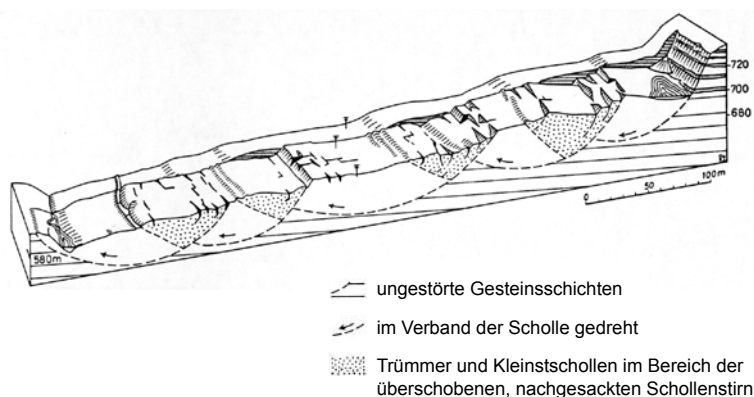 720
700
680
0 50 100m
580m
ungestörte Gesteinsschichten
im Verband der Scholle gedreht
Trümmer und Kleinstschollen im Bereich der
überschobenen, nachgesackten Schollenstirn